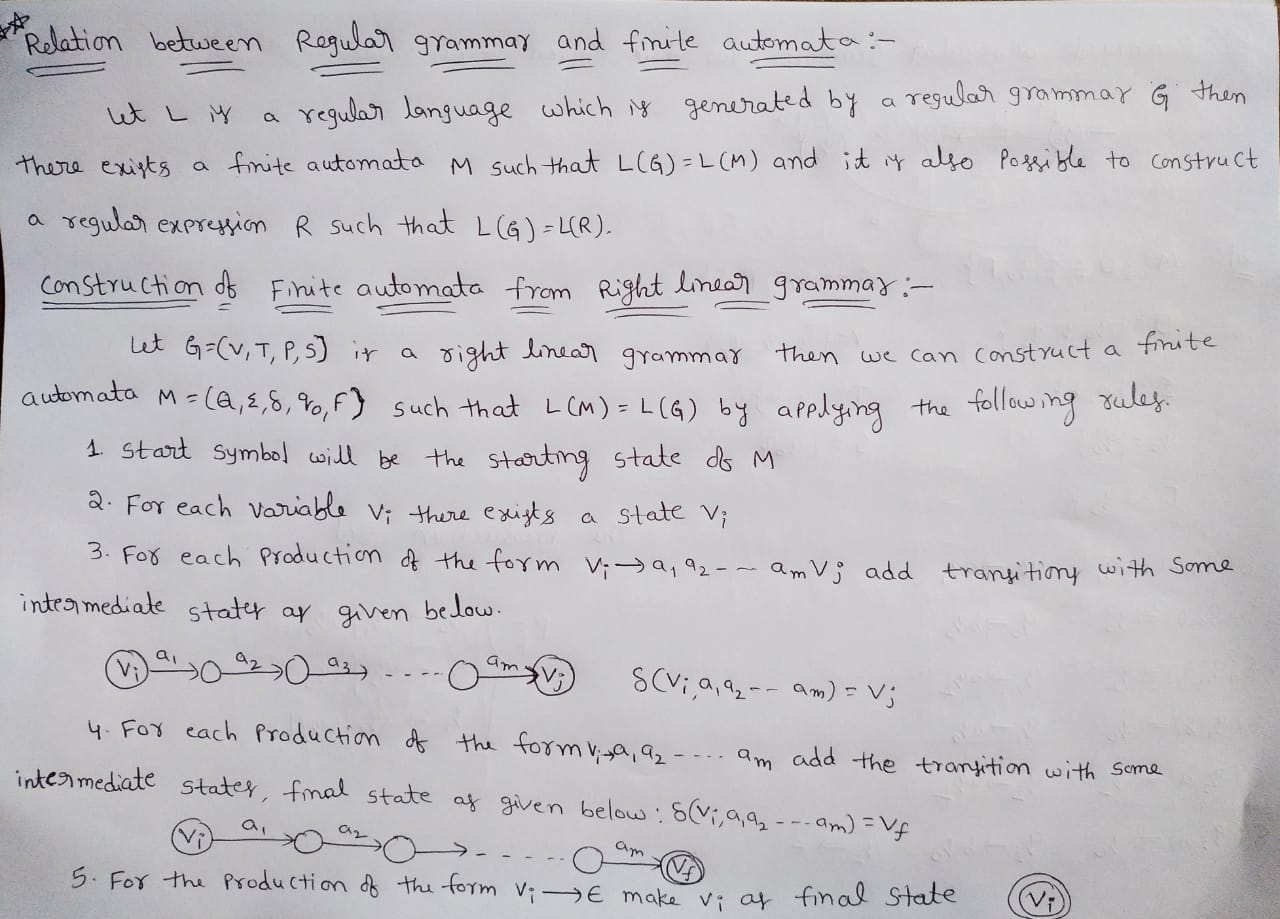 Relation between Regular grammar and finite automata :-
Let L is a regular language which is generated by a regular grammar G then
there exists a finite automata M such that L(G) = L(M) and it is also possible to construct
a regular expression R such that L(G) = L(R).
Construction of Finite automata from Right linear grammar :-
Let G=(V,T,P,S} is a right linear grammar then we can construct a finite
automata M = (Q,Σ,δ,q₀,F} such that L(M) = L(G) by applying the following rules.
1. Start symbol will be the starting state of M
2. For each variable Vᵢ there exists a state Vᵢ
3. For each production of the form Vᵢ → a₁ a₂ -- aₘ Vⱼ add transitions with some
intermediate states as given below.
Vᵢ a₁ a₂ a₃ ---- aₘ Vⱼ δ(Vᵢ,a₁a₂-- aₘ) = Vⱼ
4. For each production of the form Vᵢ→a₁ a₂ ----- aₘ add the transition with some
intermediate states, final state as given below : δ(Vᵢ,a₁a₂ --- aₘ) = V_f
Vᵢ a₁ a₂ ----- aₘ V_f
5. For the production of the form Vᵢ → ε make Vᵢ as final state Vᵢ